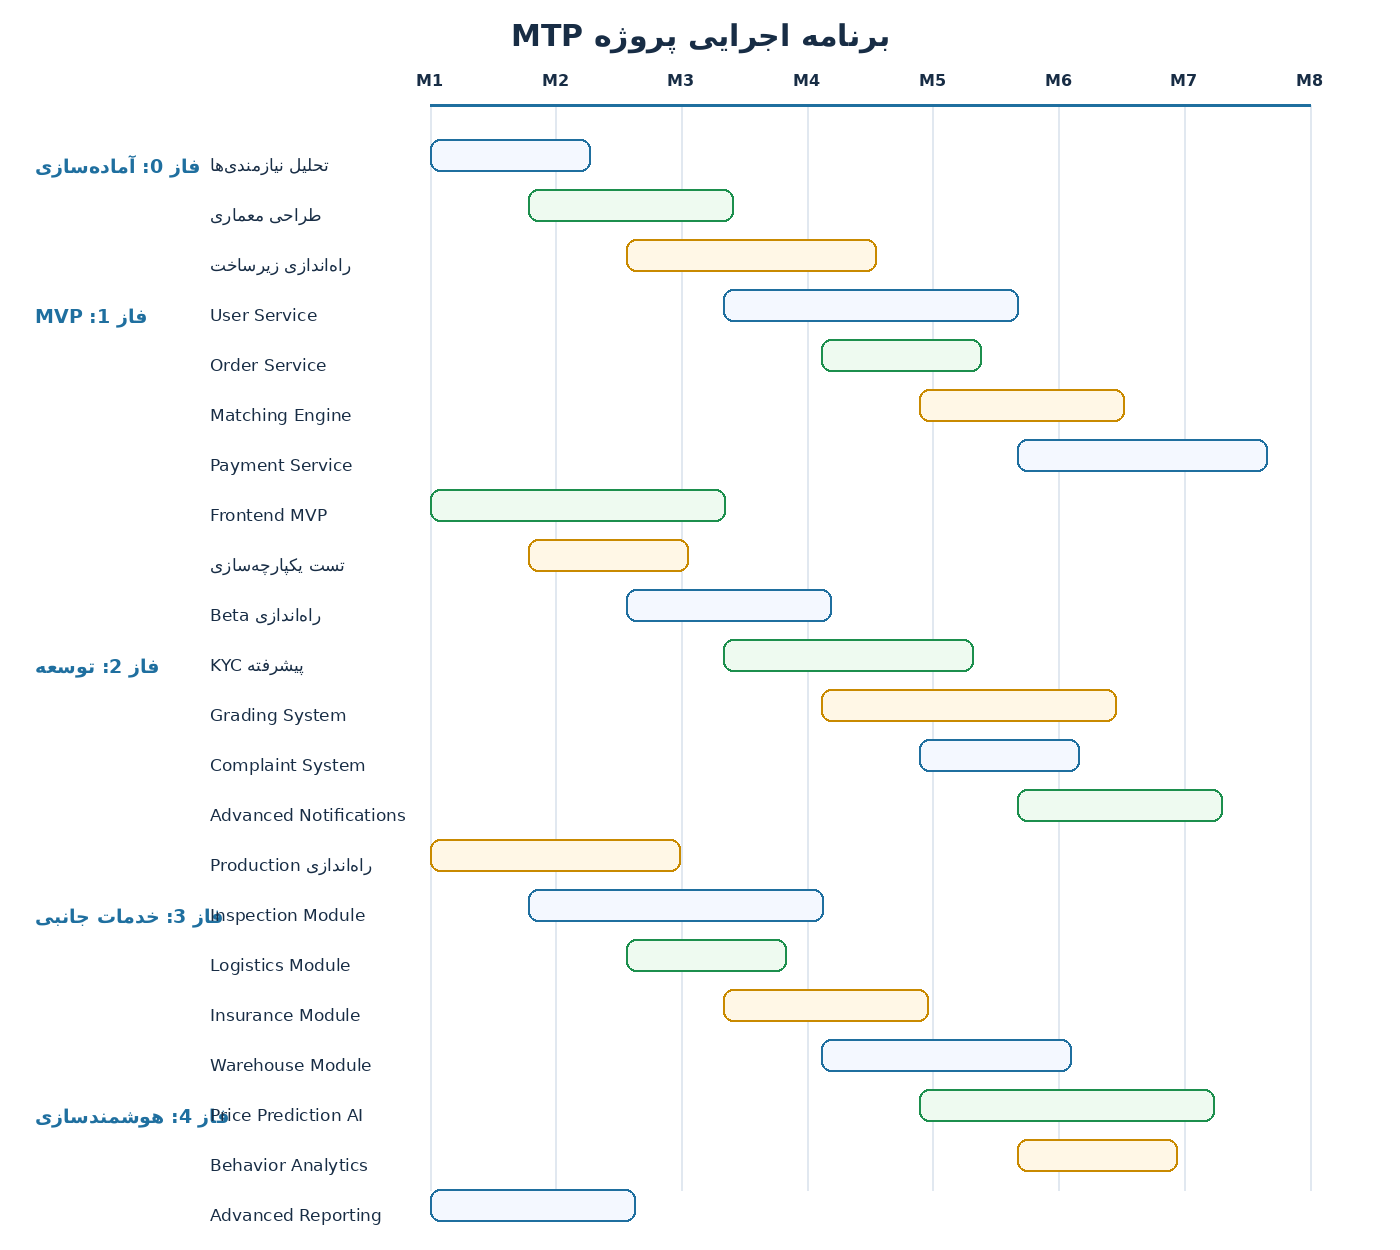 برنامه اجرایی پروژه MTP
M1 M2 M3 M4 M5 M6 M7 M8
فاز 0: آماده‌سازی
تحلیل نیازمندی‌ها
طراحی معماری
راه‌اندازی زیرساخت
فاز 1: MVP
User Service
Order Service
Matching Engine
Payment Service
Frontend MVP
تست یکپارچه‌سازی
راه‌اندازی Beta
فاز 2: توسعه
KYC پیشرفته
Grading System
Complaint System
Advanced Notifications
راه‌اندازی Production
فاز 3: خدمات جانبی
Inspection Module
Logistics Module
Insurance Module
Warehouse Module
فاز 4: هوشمندسازی
Price Prediction AI
Behavior Analytics
Advanced Reporting